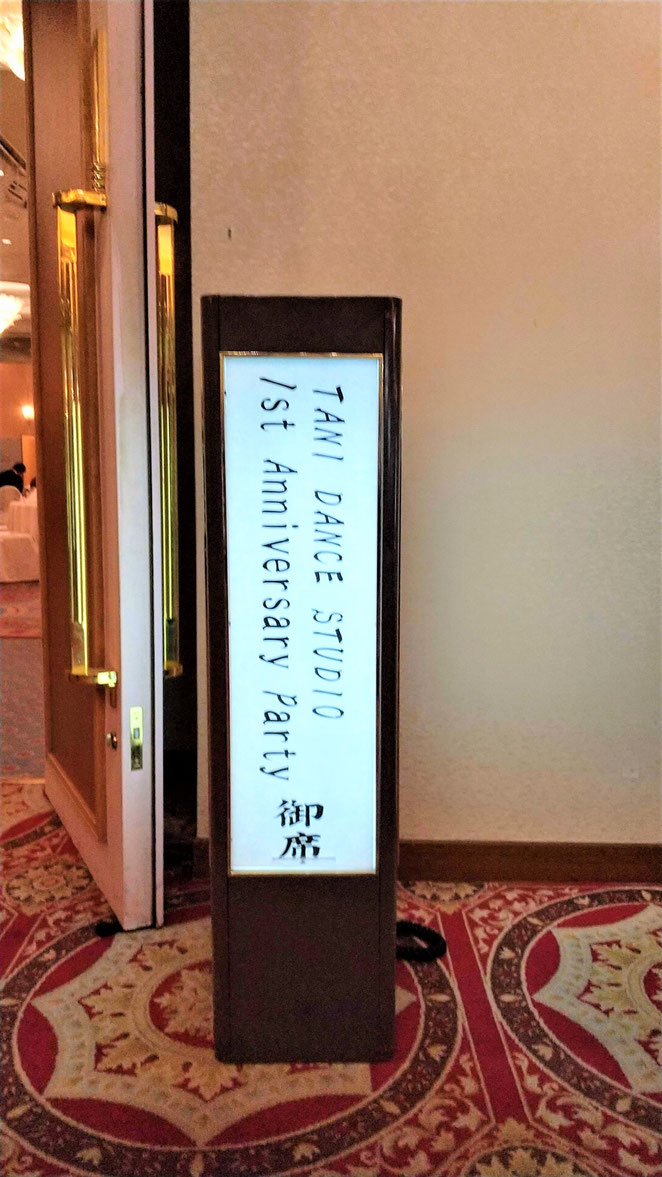 TANI DANCE STUDIO
1st Anniversary Party
御席